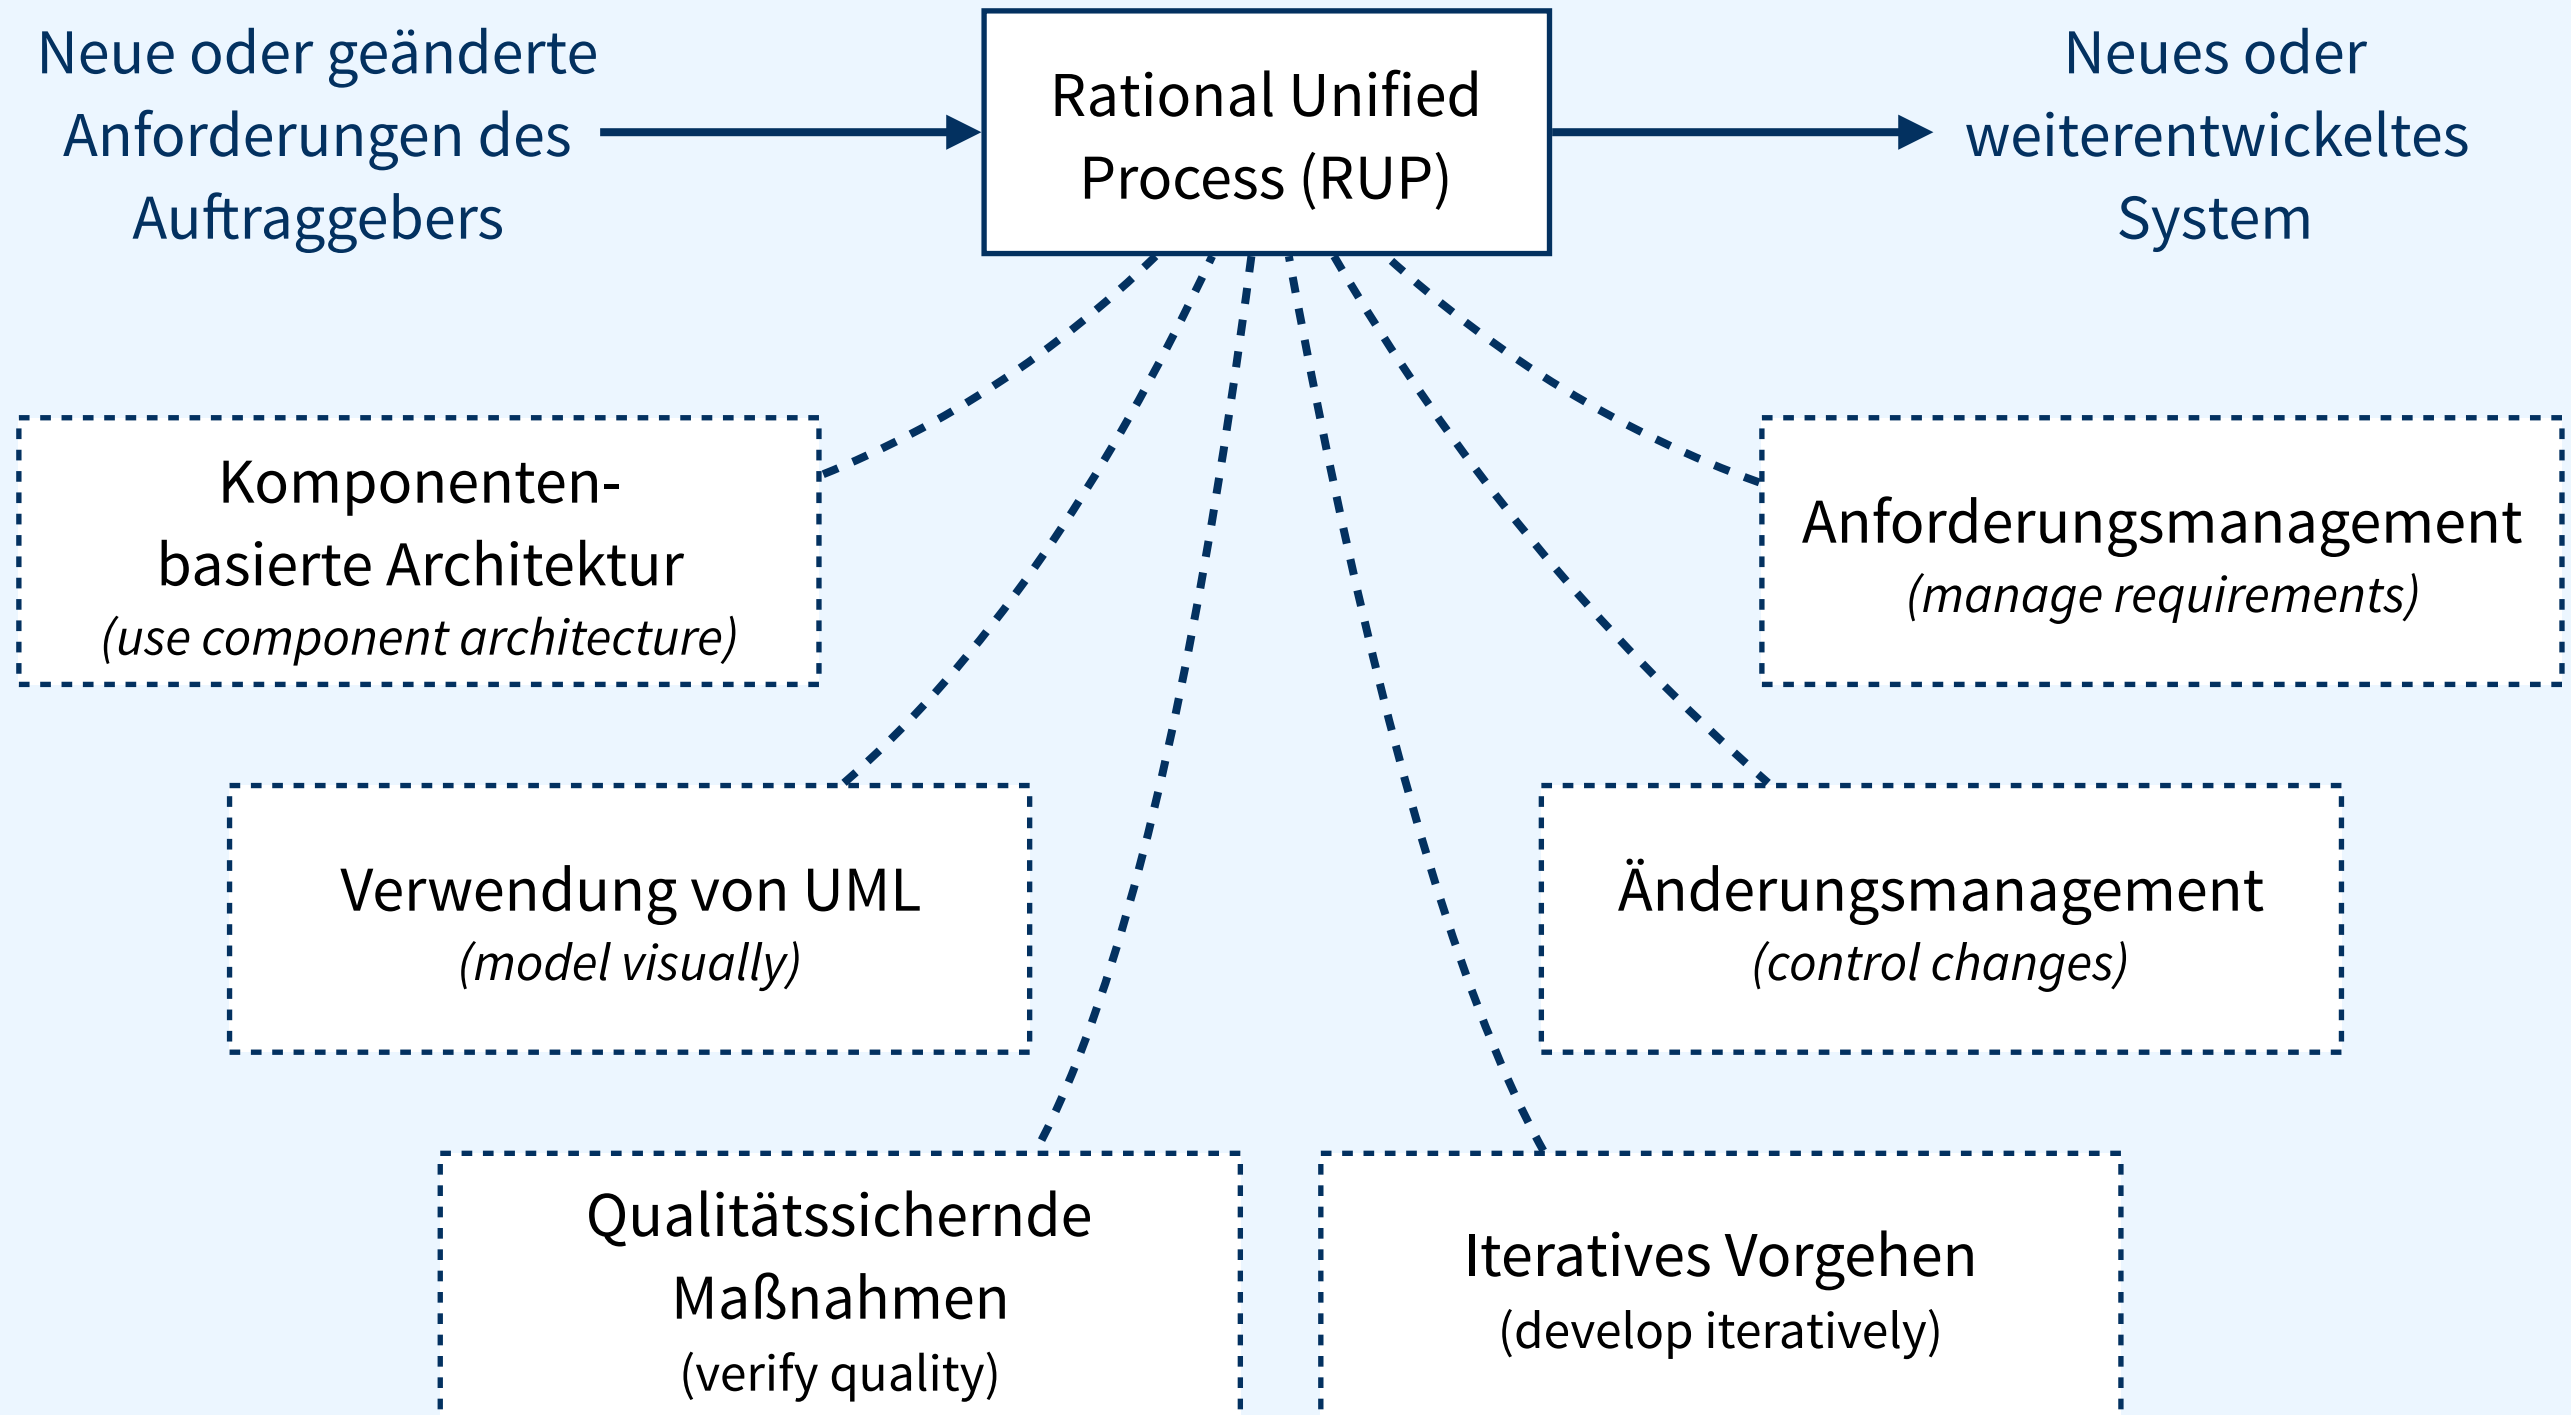 Neue oder geänderte
Anforderungen des
Auftraggebers
Rational Unified
Process (RUP)
Neues oder
weiterentwickeltes
System
Komponenten-
basierte Architektur
(use component architecture)
Anforderungsmanagement
(manage requirements)
Verwendung von UML
(model visually)
Änderungsmanagement
(control changes)
Qualitätssichernde
Maßnahmen
(verify quality)
Iteratives Vorgehen
(develop iteratively)